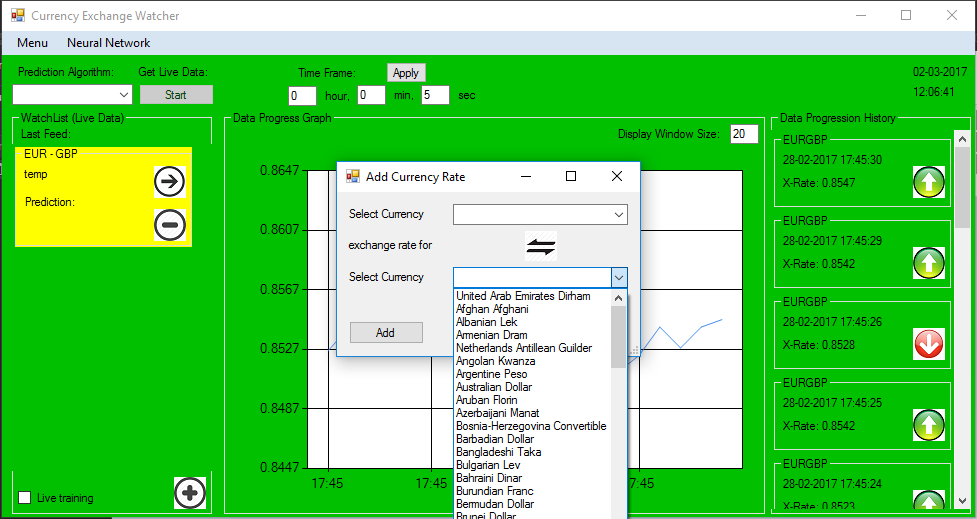 Currency Exchange Watcher
Menu Neural Network
Prediction Algorithm: Get Live Data:
Start
Time Frame: Apply
0 hour, 0 min, 5 sec
02-03-2017
12:06:41
WatchList (Live Data)
Last Feed:
EUR - GBP
temp
Prediction:
Live training
Data Progress Graph
Display Window Size: 20
0.8647
0.8607
0.8567
0.8527
0.8487
0.8447
17:45 17:45 17:45
Add Currency Rate
Select Currency
exchange rate for
Select Currency
Add
United Arab Emirates Dirham
Afghan Afghani
Albanian Lek
Armenian Dram
Netherlands Antillean Guilder
Angolan Kwanza
Argentine Peso
Australian Dollar
Aruban Florin
Azerbaijani Manat
Bosnia-Herzegovina Convertible
Barbadian Dollar
Bangladeshi Taka
Bulgarian Lev
Bahraini Dinar
Burundian Franc
Bermudan Dollar
Brunei Dollar
Data Progression History
EURGBP
28-02-2017 17:45:30
X-Rate: 0.8547
EURGBP
28-02-2017 17:45:29
X-Rate: 0.8542
EURGBP
28-02-2017 17:45:26
X-Rate: 0.8528
EURGBP
28-02-2017 17:45:25
X-Rate: 0.8542
EURGBP
28-02-2017 17:45:24
X-Rate: 0.8523